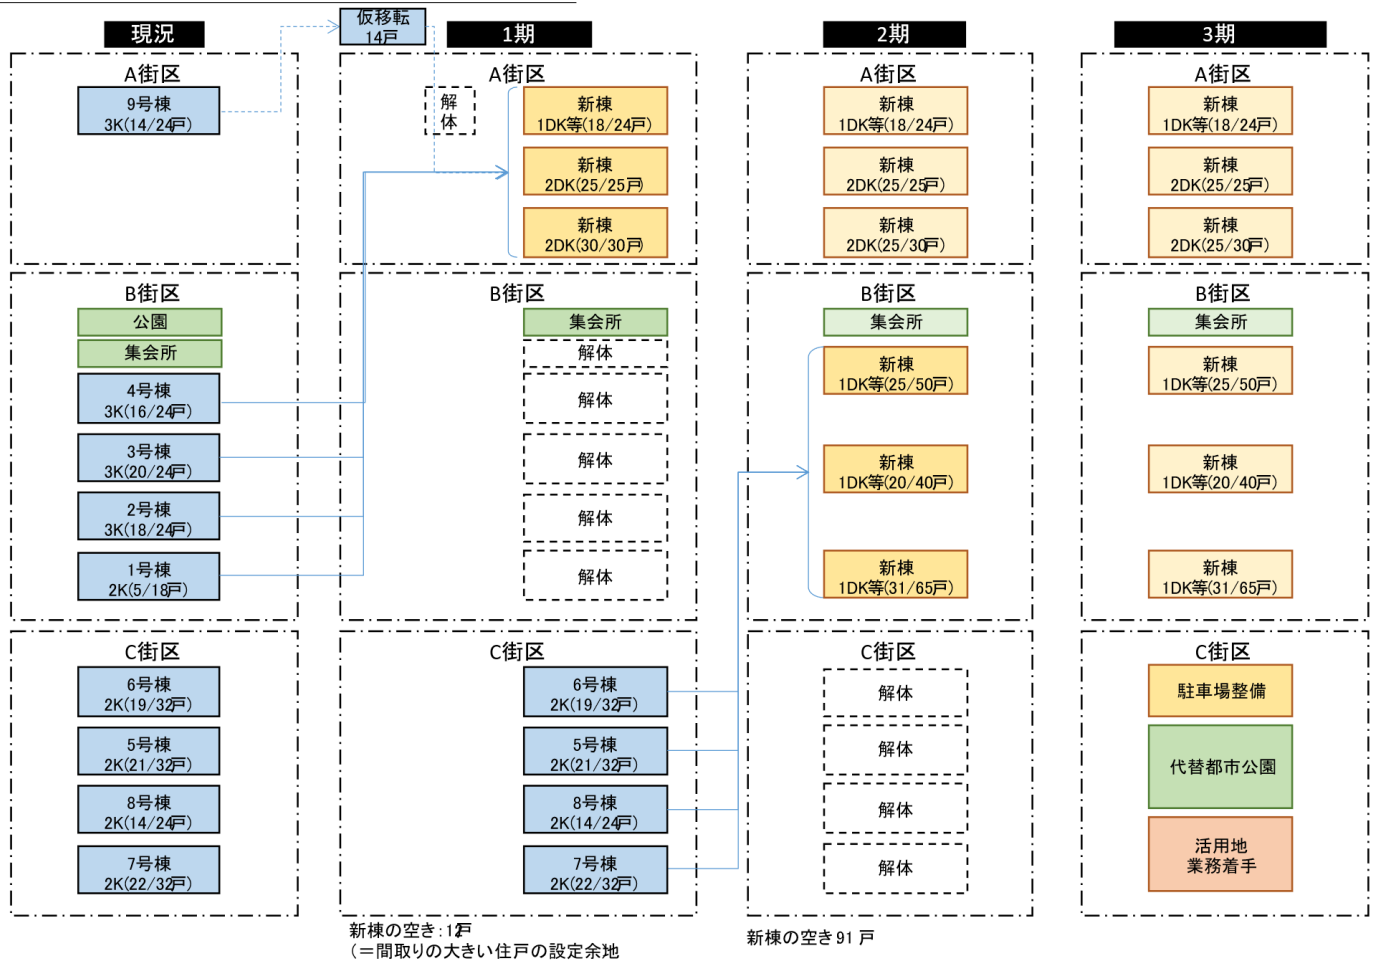 現況
仮移転
14戸
1期
2期
3期
A街区
9号棟
3K(14/24戸)
B街区
公園
集会所
4号棟
3K(16/24戸)
3号棟
3K(20/24戸)
2号棟
3K(18/24戸)
1号棟
2K(5/18戸)
C街区
6号棟
2K(19/32戸)
5号棟
2K(21/32戸)
8号棟
2K(14/24戸)
7号棟
2K(22/32戸)
A街区
解
体
新棟
1DK等(18/24戸)
新棟
2DK(25/25戸)
新棟
2DK(30/30戸)
B街区
集会所
解体
解体
解体
解体
解体
C街区
6号棟
2K(19/32戸)
5号棟
2K(21/32戸)
8号棟
2K(14/24戸)
7号棟
2K(22/32戸)
新棟の空き:12戸
(=間取りの大きい住戸の設定余地
A街区
新棟
1DK等(18/24戸)
新棟
2DK(25/25戸)
新棟
2DK(25/30戸)
B街区
集会所
新棟
1DK等(25/50戸)
新棟
1DK等(20/40戸)
新棟
1DK等(31/65戸)
C街区
解体
解体
解体
解体
新棟の空き91戸
A街区
新棟
1DK等(18/24戸)
新棟
2DK(25/25戸)
新棟
2DK(25/30戸)
B街区
集会所
新棟
1DK等(25/50戸)
新棟
1DK等(20/40戸)
新棟
1DK等(31/65戸)
C街区
駐車場整備
代替都市公園
活用地
業務着手